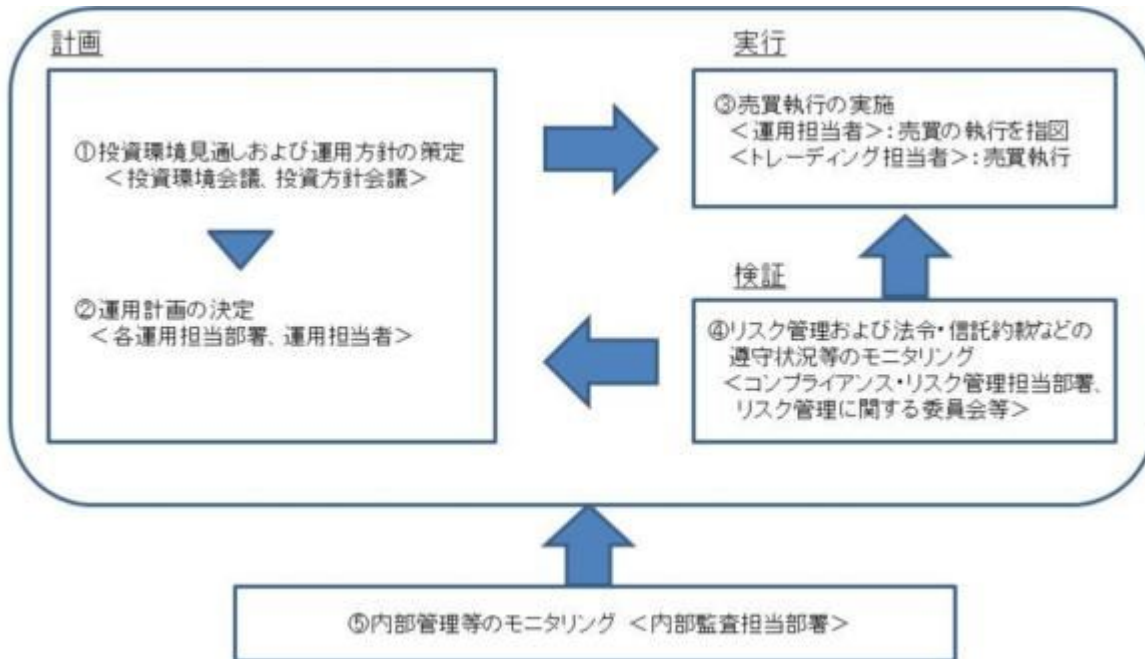 計画
①投資環境見通しおよび運用方針の策定
＜投資環境会議、投資方針会議＞
②運用計画の決定
＜各運用担当部署、運用担当者＞
実行
③売買執行の実施
＜運用担当者＞：売買の執行を指図
＜トレーディング担当者＞：売買執行
検証
④リスク管理および法令・信託約款などの
遵守状況等のモニタリング
＜コンプライアンス・リスク管理担当部署、
リスク管理に関する委員会等＞
⑤内部管理等のモニタリング ＜内部監査担当部署＞